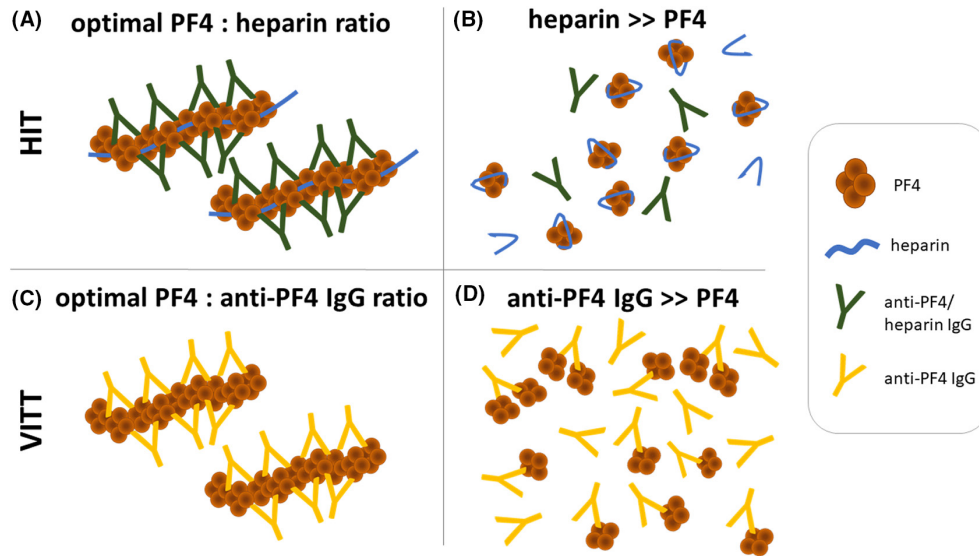 (A)
optimal PF4 : heparin ratio
(B)
heparin >> PF4
HIT
(C)
optimal PF4 : anti-PF4 IgG ratio
(D)
anti-PF4 IgG >> PF4
VITT
PF4
heparin
anti-PF4/
heparin IgG
anti-PF4 IgG